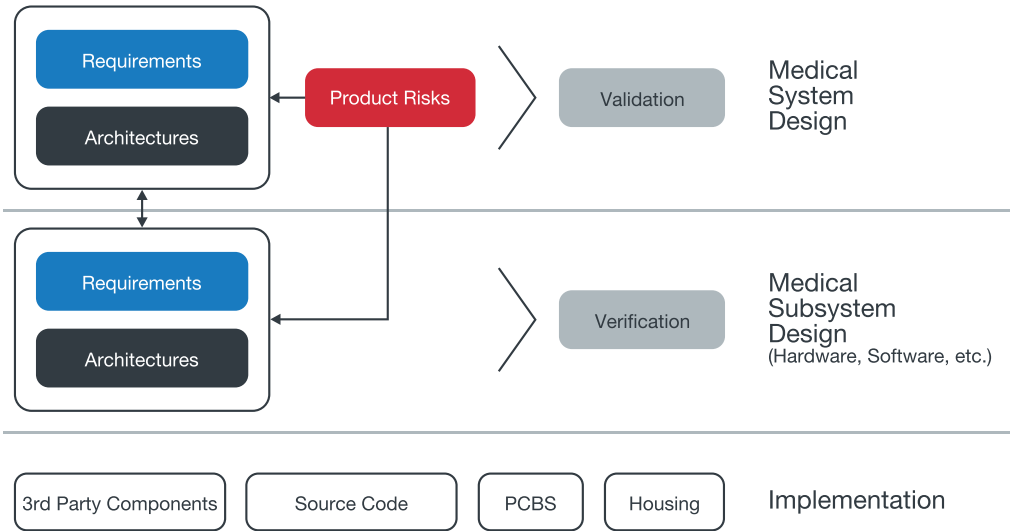 Requirements
Architectures
Product Risks
Validation
Medical
System
Design
Requirements
Architectures
Verification
Medical
Subsystem
Design
(Hardware, Software, etc.)
3rd Party Components
Source Code
PCBS
Housing
Implementation